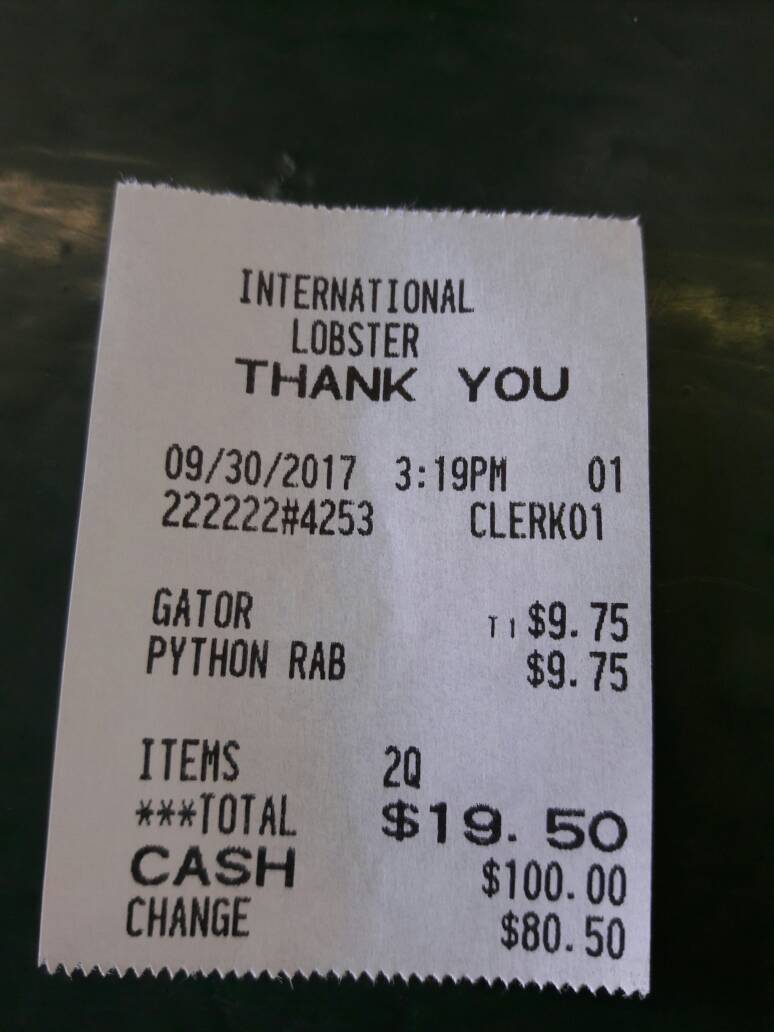 INTERNATIONAL
LOBSTER
THANK YOU
09/30/2017 3:19PM 01
222222#4253 CLERK01
GATOR T1 $9.75
PYTHON RAB $9.75
ITEMS 2Q
***TOTAL $19.50
CASH $100.00
CHANGE $80.50